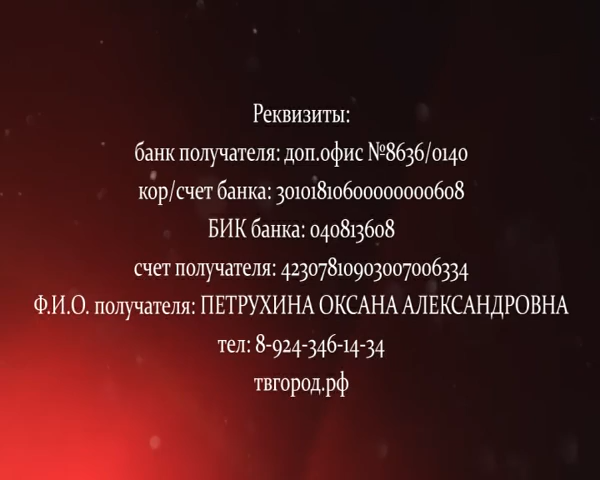 Реквизиты:
банк получателя: доп.офис №8636/0140
кор/счет банка: 30101810600000000608
БИК банка: 040813608
счет получателя: 42307810903007006334
Ф.И.О. получателя: ПЕТРУХИНА ОКСАНА АЛЕКСАНДРОВНА
тел: 8-924-346-14-34
твгород.рф